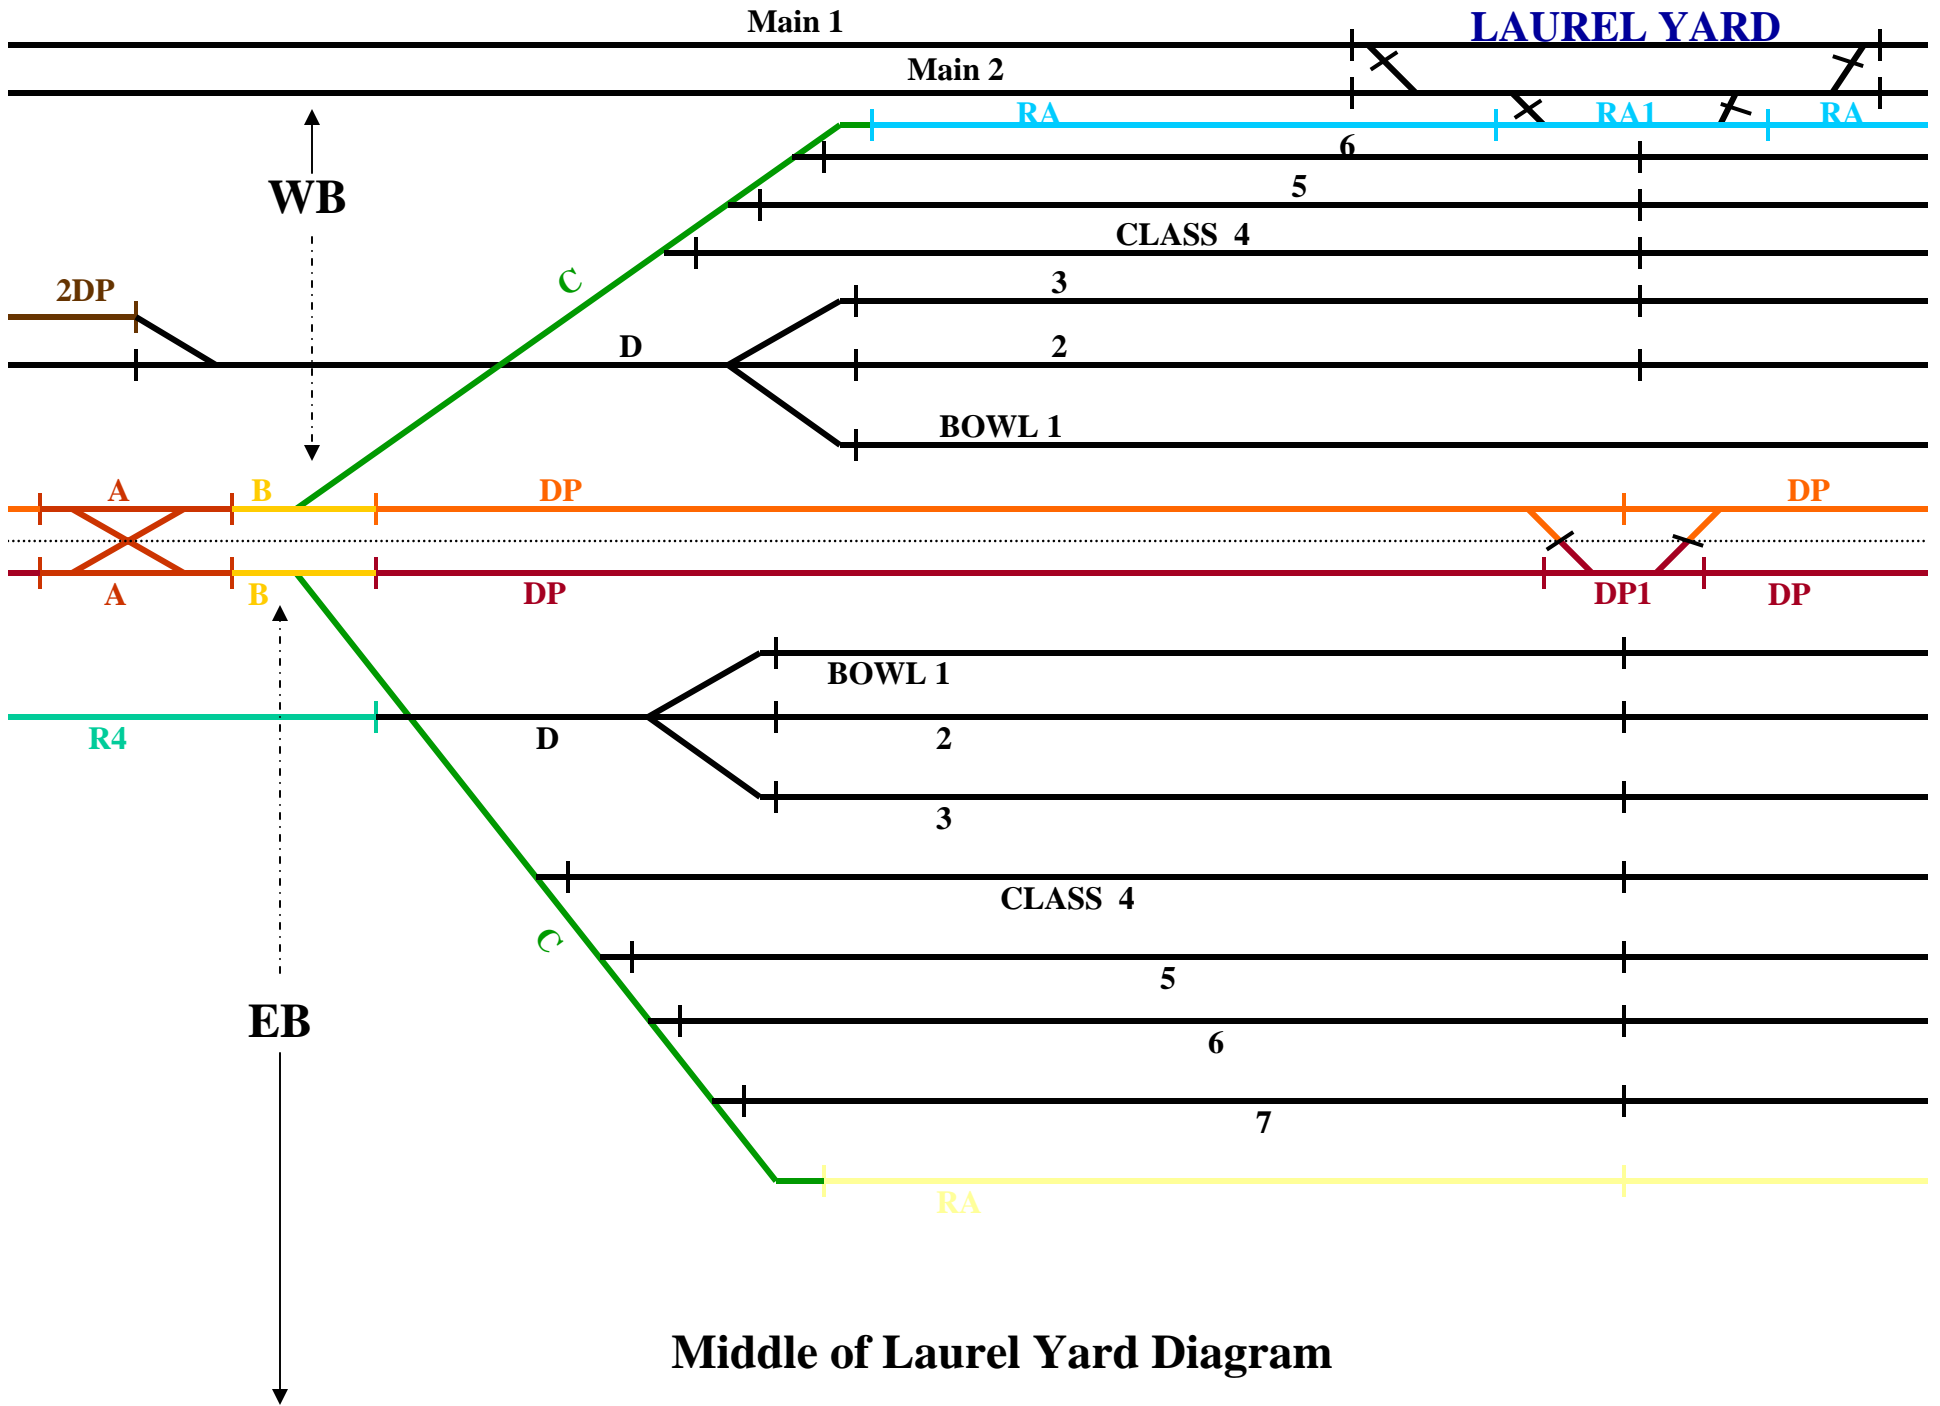 Main 1
LAUREL YARD
Main 2
RA
RA1
RA
6
WB
5
CLASS 4
C
3
2DP
D
2
BOWL 1
A
B
DP
DP
A
B
DP
DP1
DP
BOWL 1
R4
D
2
3
CLASS 4
C
5
EB
6
7
RA
Middle of Laurel Yard Diagram